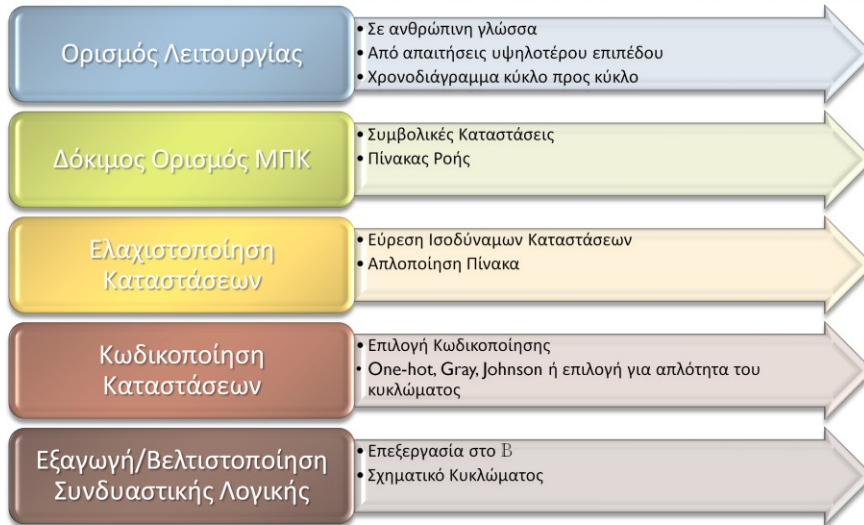 Ορισμός Λειτουργίας
• Σε ανθρώπινη γλώσσα
• Από απαιτήσεις υψηλοτέρου επιπέδου
• Χρονοδιάγραμμα κύκλο προς κύκλο
Δόκιμος Ορισμός ΜΠΚ
• Συμβολικές Καταστάσεις
• Πίνακας Ροής
Ελαχιστοποίηση
Καταστάσεων
• Εύρεση Ισοδύναμων Καταστάσεων
• Απλοποίηση Πίνακα
Κωδικοποίηση
Καταστάσεων
• Επιλογή Κωδικοποίησης
• One-hot, Gray, Johnson ή επιλογή για απλότητα του
κυκλώματος
Εξαγωγή/Βελτιστοποίηση
Συνδυαστικής Λογικής
• Επεξεργασία στο 𝔹
• Σχηματικό Κυκλώματος